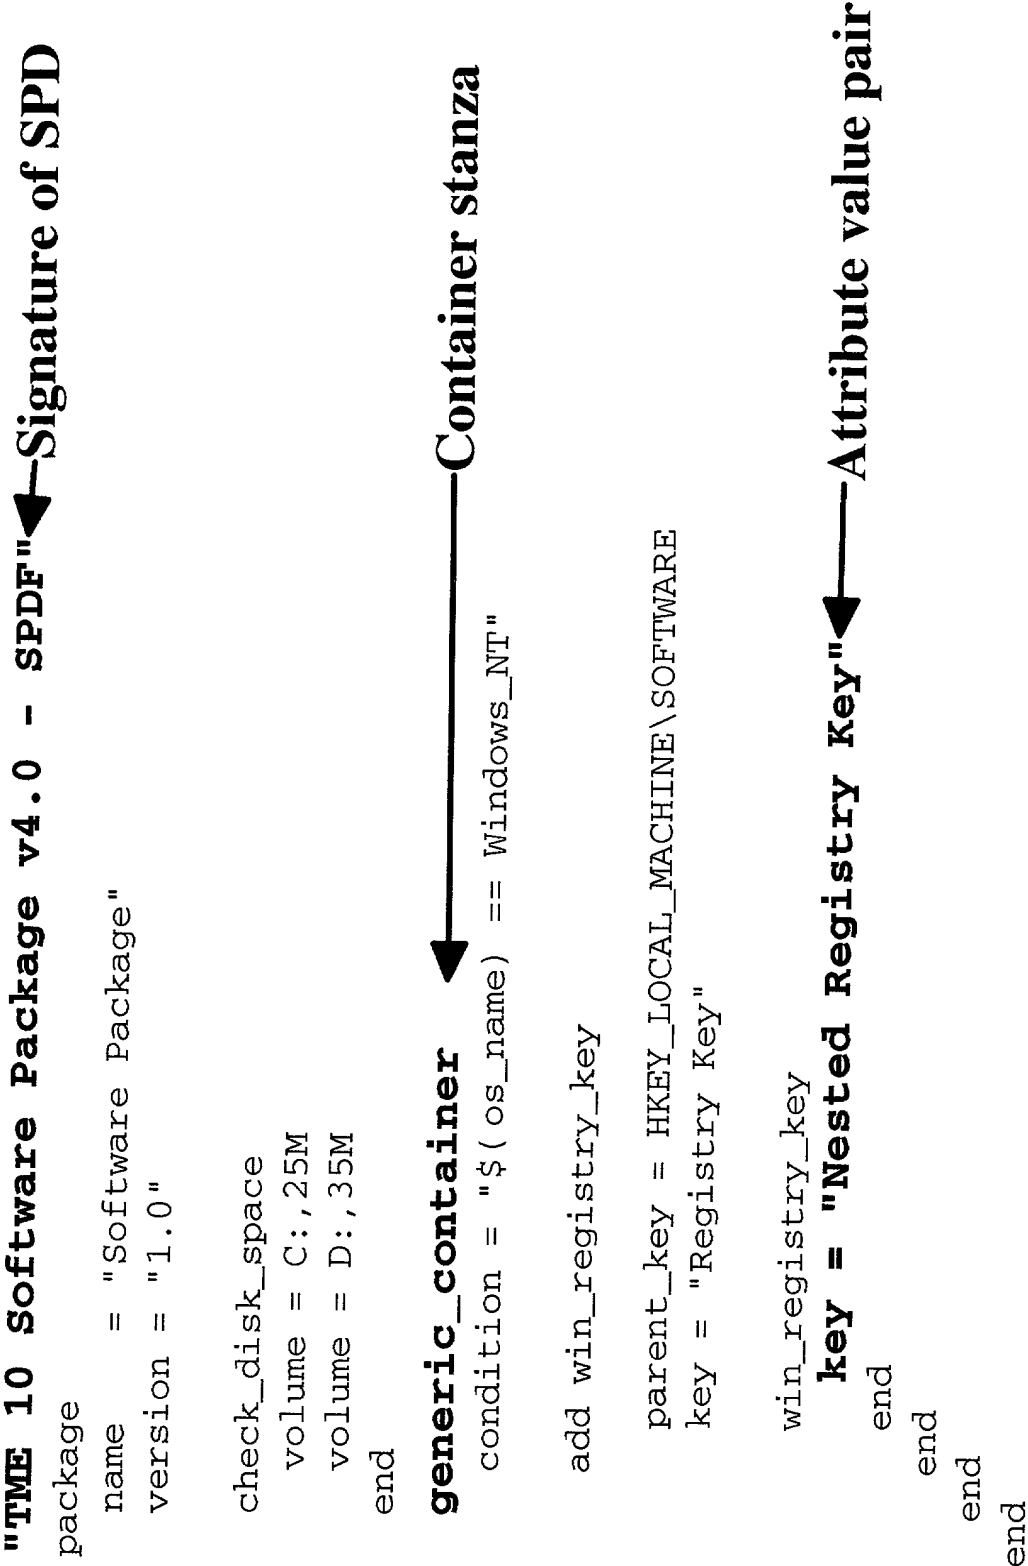 "TME 10 Software Package v4.0 - SPDF" Signature of SPD
package
name = "Software Package"
version = "1.0"
check_disk_space
volume = C:,25M
volume = D:,35M
end
generic_container Container stanza
condition = "$(os_name) == Windows_NT"
add win_registry_key
parent_key = HKEY_LOCAL_MACHINE\SOFTWARE
key = "Registry Key"
win_registry_key
key = "Nested Registry Key" Attribute value pair
end
end
end
end